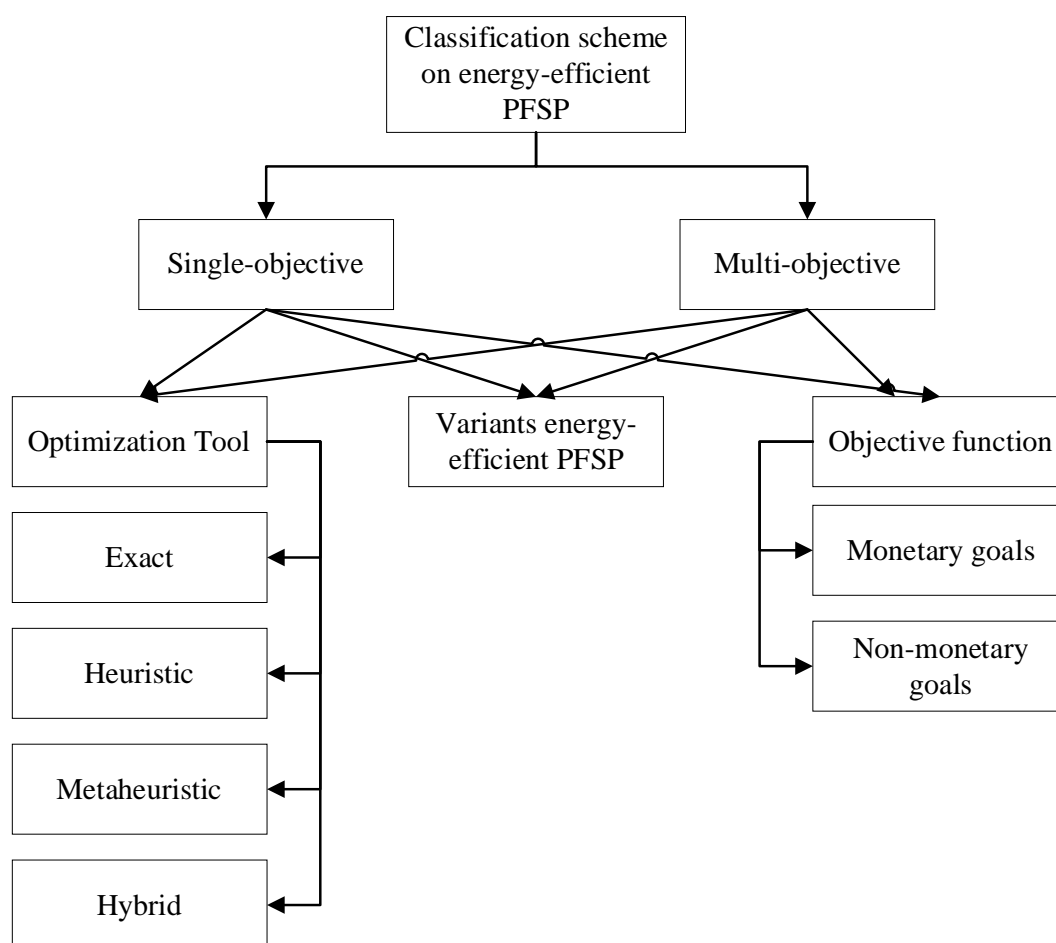 Classification scheme
on energy-efficient
PFSP
Single-objective
Multi-objective
Optimization Tool
Variants energy-
efficient PFSP
Objective function
Exact
Monetary goals
Heuristic
Non-monetary
goals
Metaheuristic
Hybrid